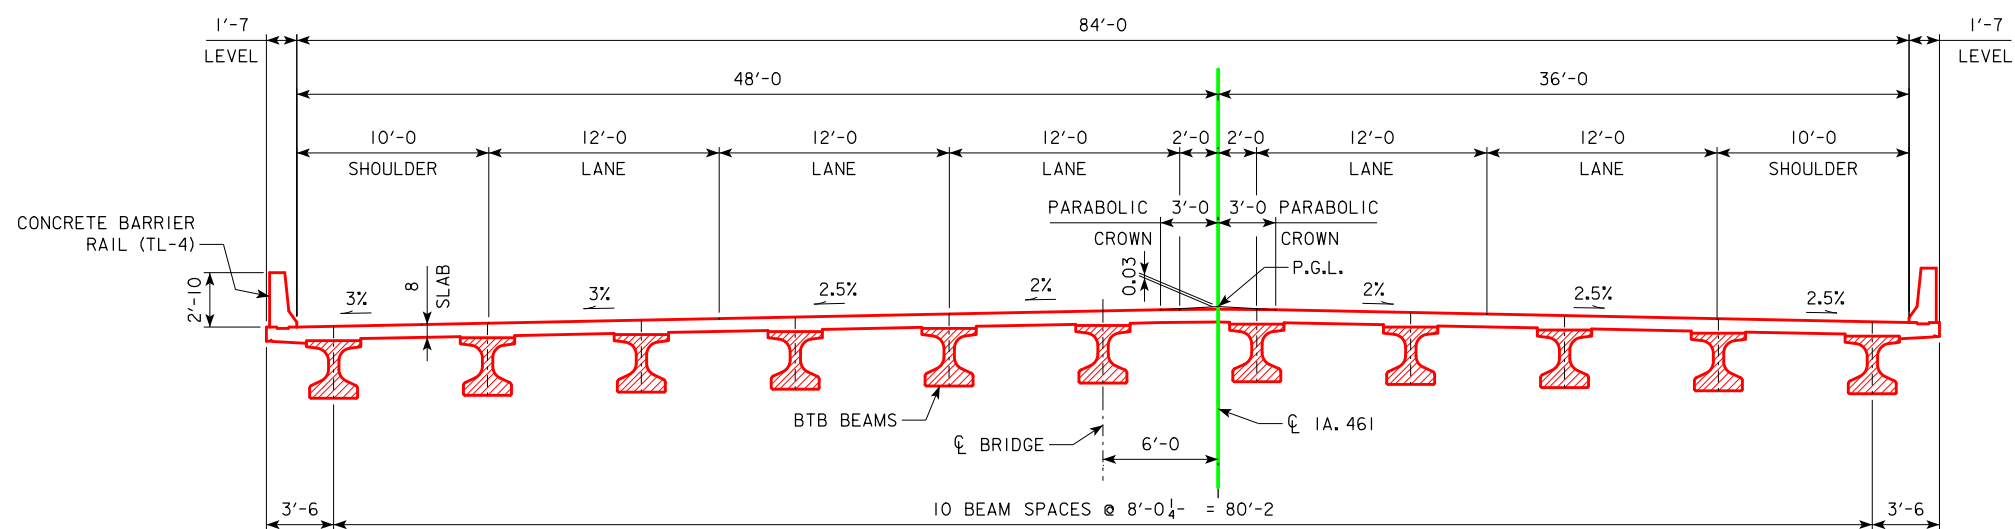 1'-7 84'-0 1'-7
LEVEL LEVEL
48'-0 36'-0
10'-0 12'-0 12'-0 12'-0 2'-0 2'-0 12'-0 12'-0 10'-0
SHOULDER LANE LANE LANE LANE LANE SHOULDER
PARABOLIC 3'-0 3'-0 PARABOLIC
CROWN CROWN
CONCRETE BARRIER
RAIL (TL-4)
P.G.L.
0.03
2'-10
8
SLAB
3% 3% 2.5% 2% 2% 2.5% 2.5%
BTB BEAMS
℄ BRIDGE
℄ IA. 461
6'-0
3'-6 10 BEAM SPACES @ 8'-0¼- = 80'-2 3'-6